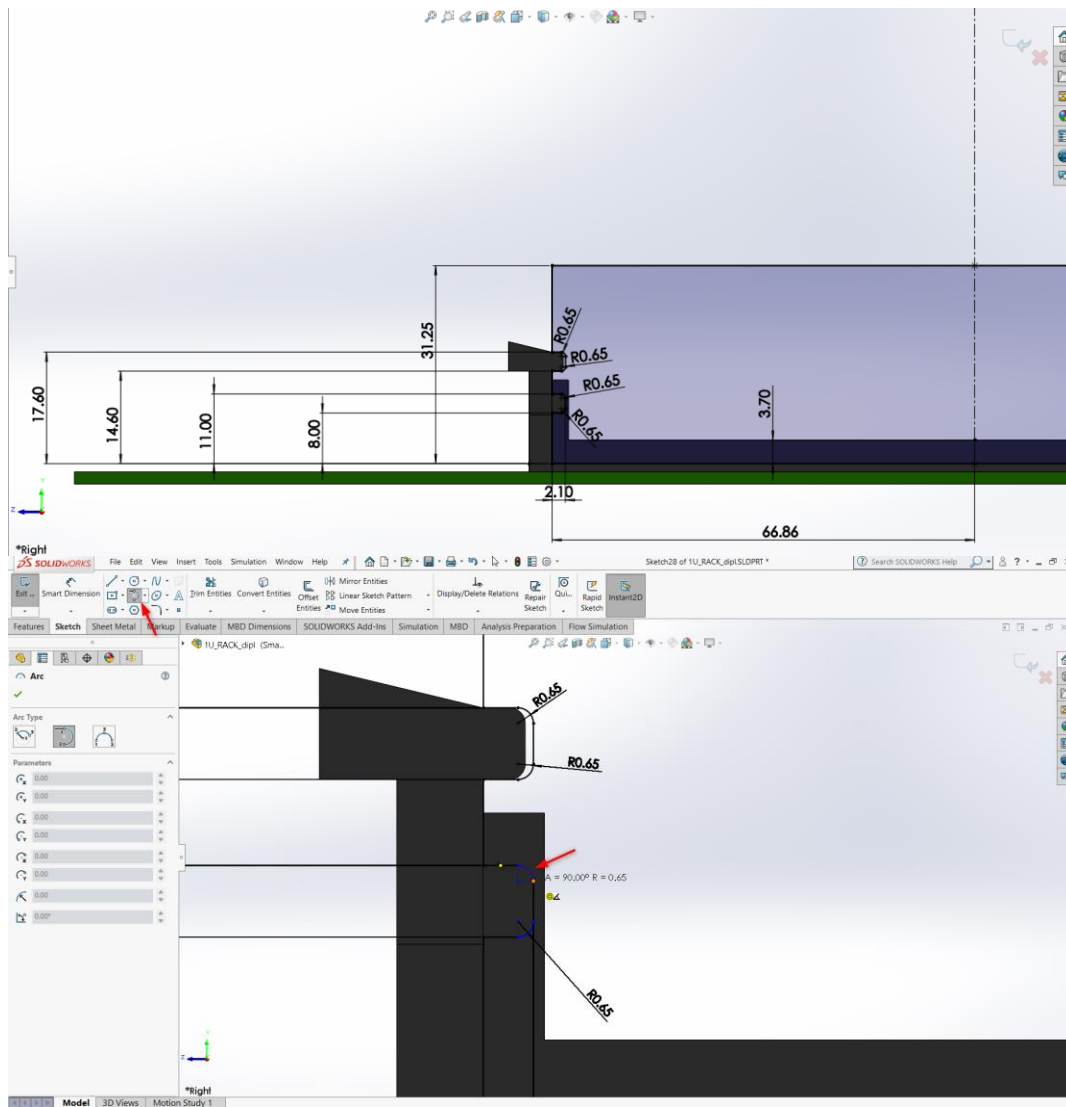 R0.65
31.25
R0.65
17.60
R0.65
14.60
11.00
3.70
8.00
R0.65
Y
Z
2.10
66.86
*Right
SOLIDWORKS File Edit View Insert Tools Simulation Window Help Sketch28 of 1U_RACK_dipl.SLDPRT * Search SOLIDWORKS Help
Exit ... Smart Dimension Trim Entities Convert Entities Offset Entities Mirror Entities Linear Sketch Pattern Move Entities Display/Delete Relations Repair Sketch Qui... Rapid Sketch Instant2D
Features Sketch Sheet Metal Markup Evaluate MBD Dimensions SOLIDWORKS Add-Ins Simulation MBD Analysis Preparation Flow Simulation
1U_RACK_dipl (Sma...
Arc
R0.65
Arc Type
R0.65
Parameters
0.00
0.00
0.00
0.00
0.00
0.00
0.00
0.00°
A = 90.00° R = 0.65
R0.65
Y
Z
*Right
Model 3D Views Motion Study 1